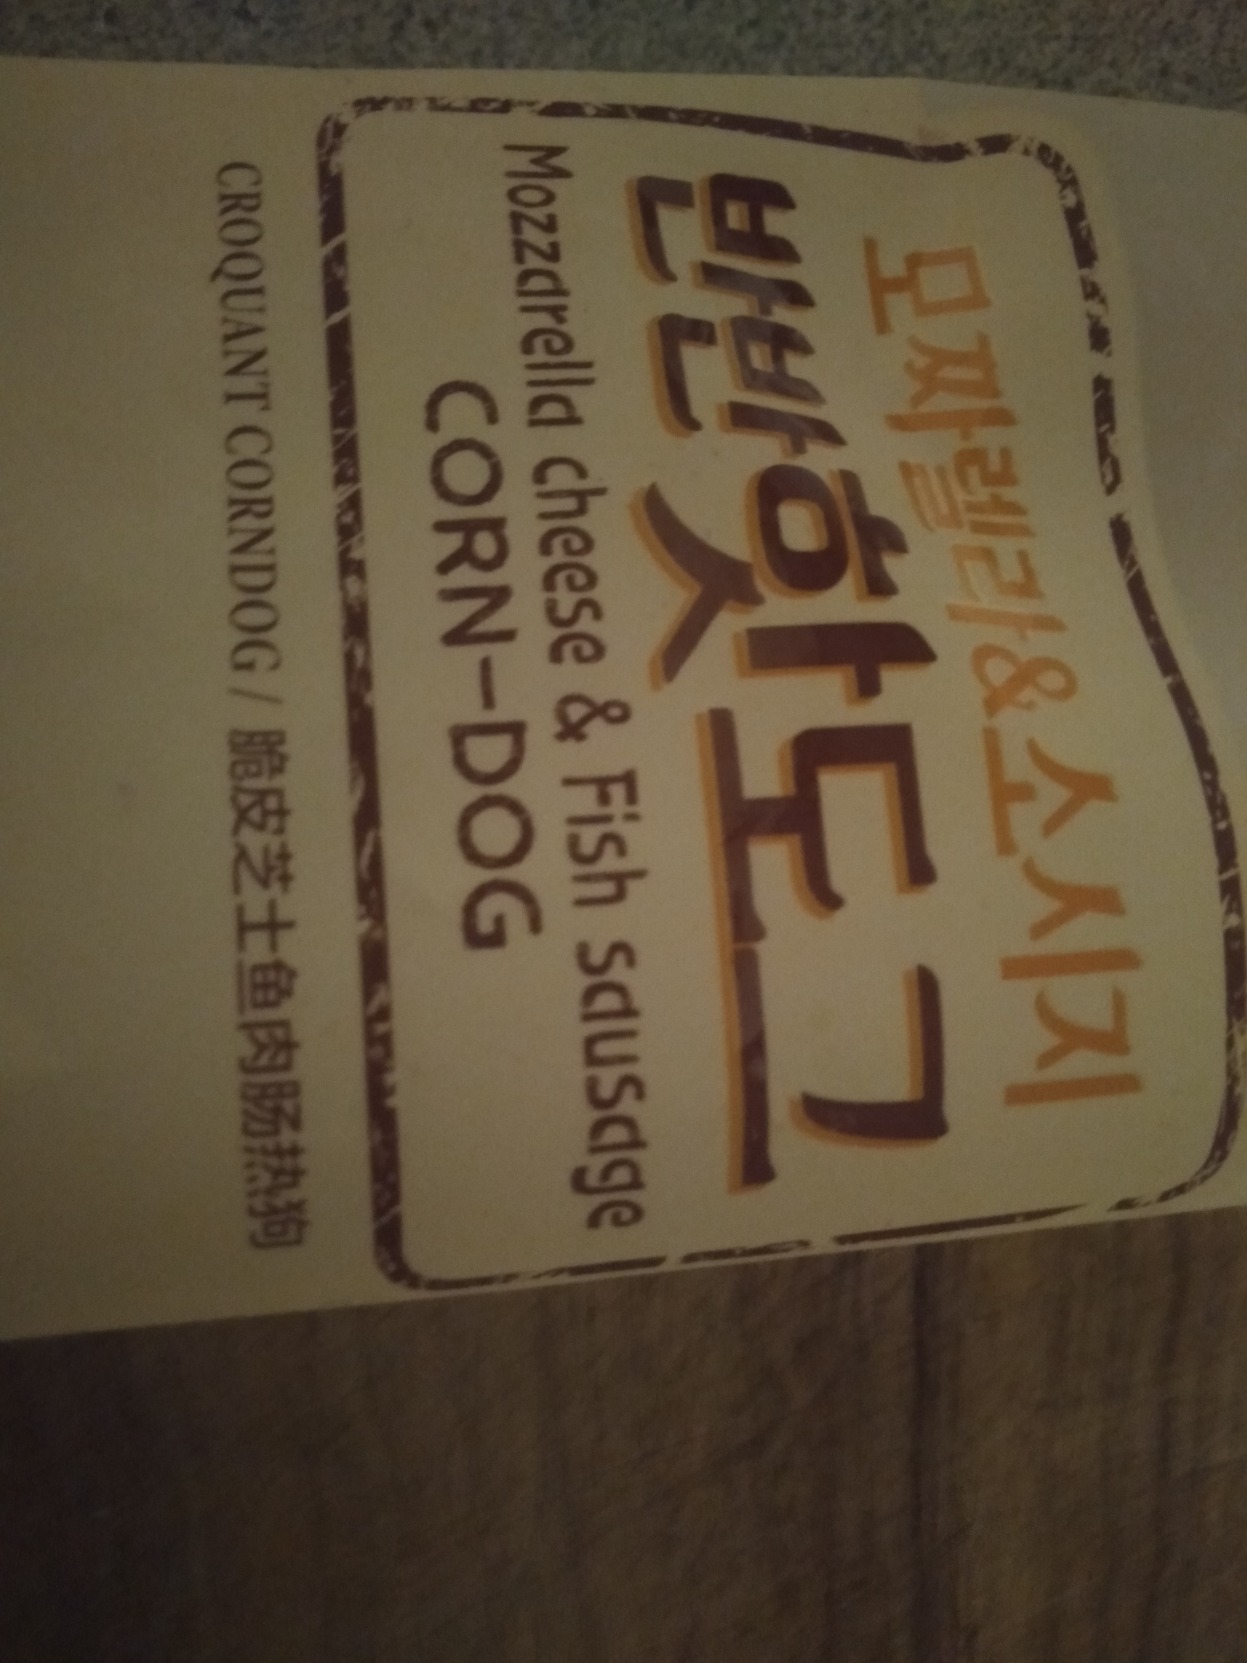 모짜렐라&소시지
반반핫도그
Mozzarella cheese & Fish sausage
CORN-DOG
CROQUANT CORNDOG / 脆皮芝士鱼肉肠热狗